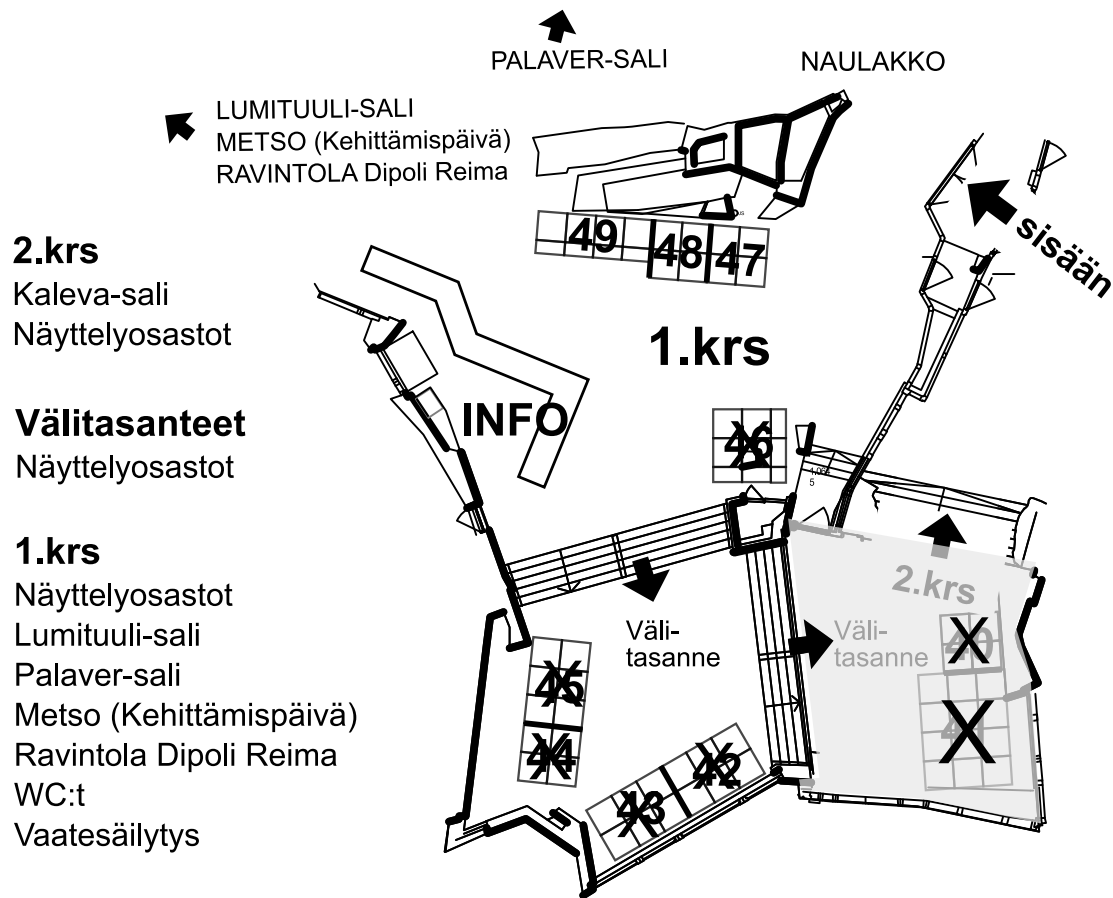 PALAVER-SALI
NAULAKKO
LUMITUULI-SALI
METSO (Kehittämispäivä)
RAVINTOLA Dipoli Reima
sisään
49
48
47
2.krs
Kaleva-sali
Näyttelyosastot
1.krs
INFO
Välitasanteet
Näyttelyosastot
46
5
1.krs
Näyttelyosastot
Lumituuli-sali
Palaver-sali
Metso (Kehittämispäivä)
Ravintola Dipoli Reima
WC:t
Vaatesäilytys
2.krs
Väli-
tasanne
Väli-
tasanne
40
X
45
44
41
X
42
43